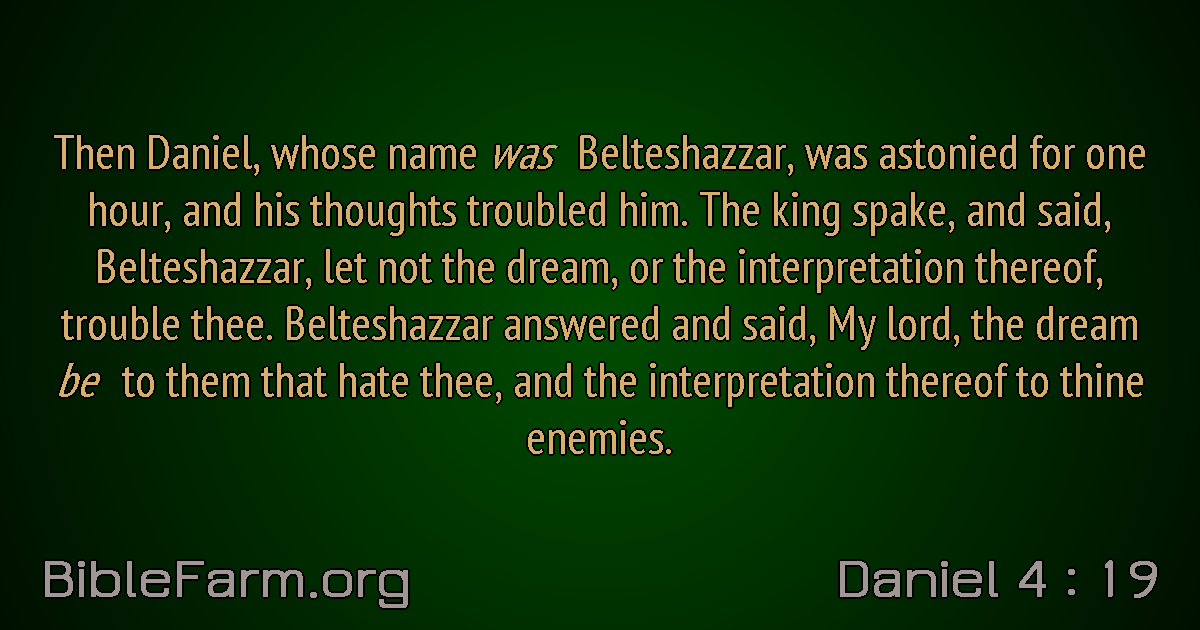 Then Daniel, whose name was Belteshazzar, was astonied for one
hour, and his thoughts troubled him. The king spake, and said,
Belteshazzar, let not the dream, or the interpretation thereof,
trouble thee. Belteshazzar answered and said, My lord, the dream
be to them that hate thee, and the interpretation thereof to thine
enemies.
BibleFarm.org
Daniel 4 : 19